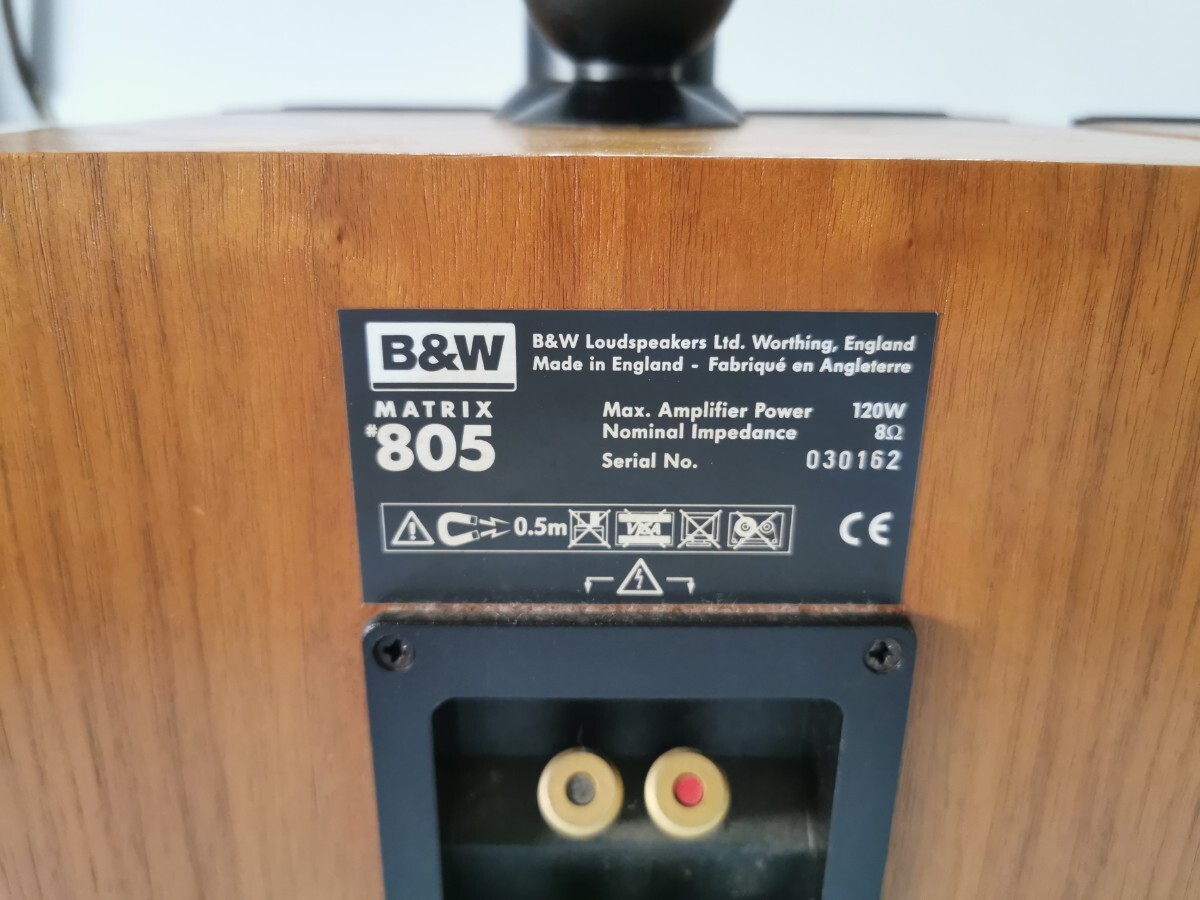 B&W
B&W Loudspeakers Ltd. Worthing, England
Made in England - Fabriqué en Angleterre
MATRIX
#805
Max. Amplifier Power 120W
Nominal Impedance 8Ω
Serial No. 030162
0.5m
VISA
CE